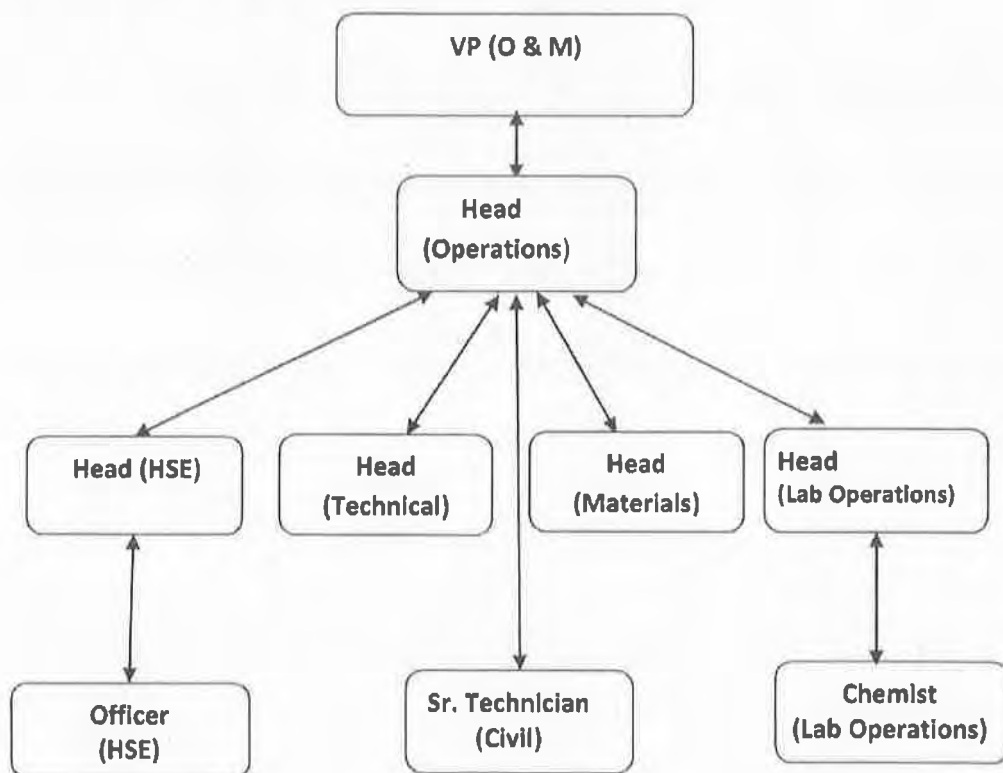 VP (O & M)
Head
(Operations)
Head (HSE)
Head
(Technical)
Head
(Materials)
Head
(Lab Operations)
Officer
(HSE)
Sr. Technician
(Civil)
Chemist
(Lab Operations)